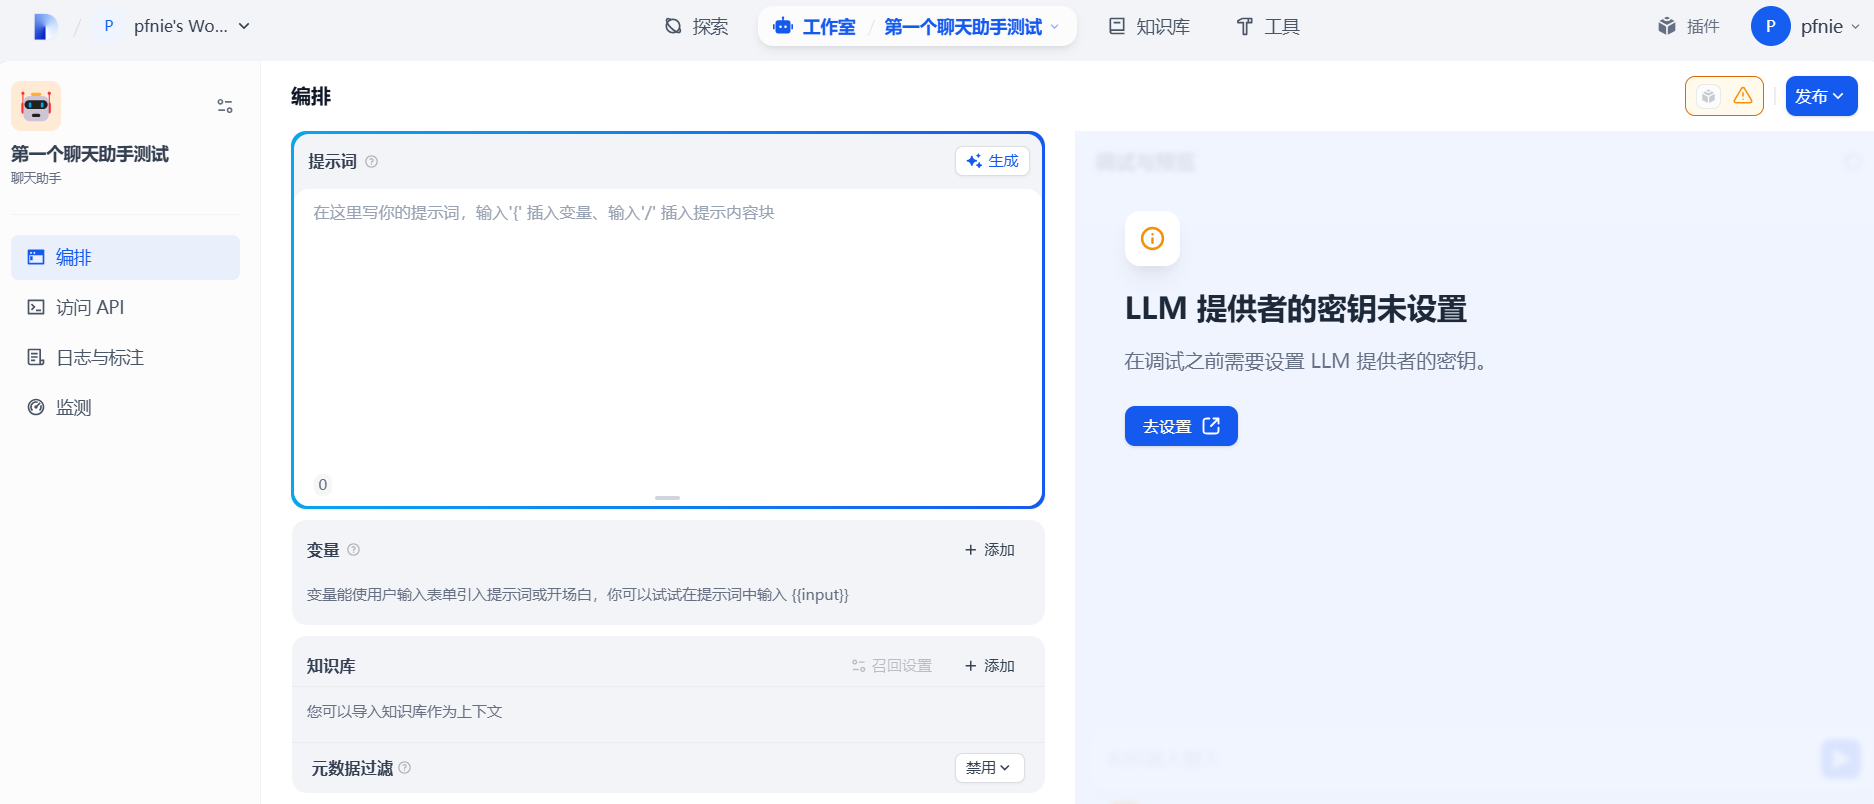 P pfnie's Wo...
探索
工作室 / 第一个聊天助手测试
知识库
工具
插件
P pfnie
第一个聊天助手测试
聊天助手
编排
访问 API
日志与标注
监测
编排
发布
提示词
生成
在这里写你的提示词，输入'{' 插入变量、输入'/' 插入提示内容块
0
变量
+ 添加
变量能使用户输入表单引入提示词或开场白，你可以试试在提示词中输入 {{input}}
知识库
召回设置
+ 添加
您可以导入知识库作为上下文
元数据过滤
禁用
调试与预览
LLM 提供者的密钥未设置
在调试之前需要设置 LLM 提供者的密钥。
去设置